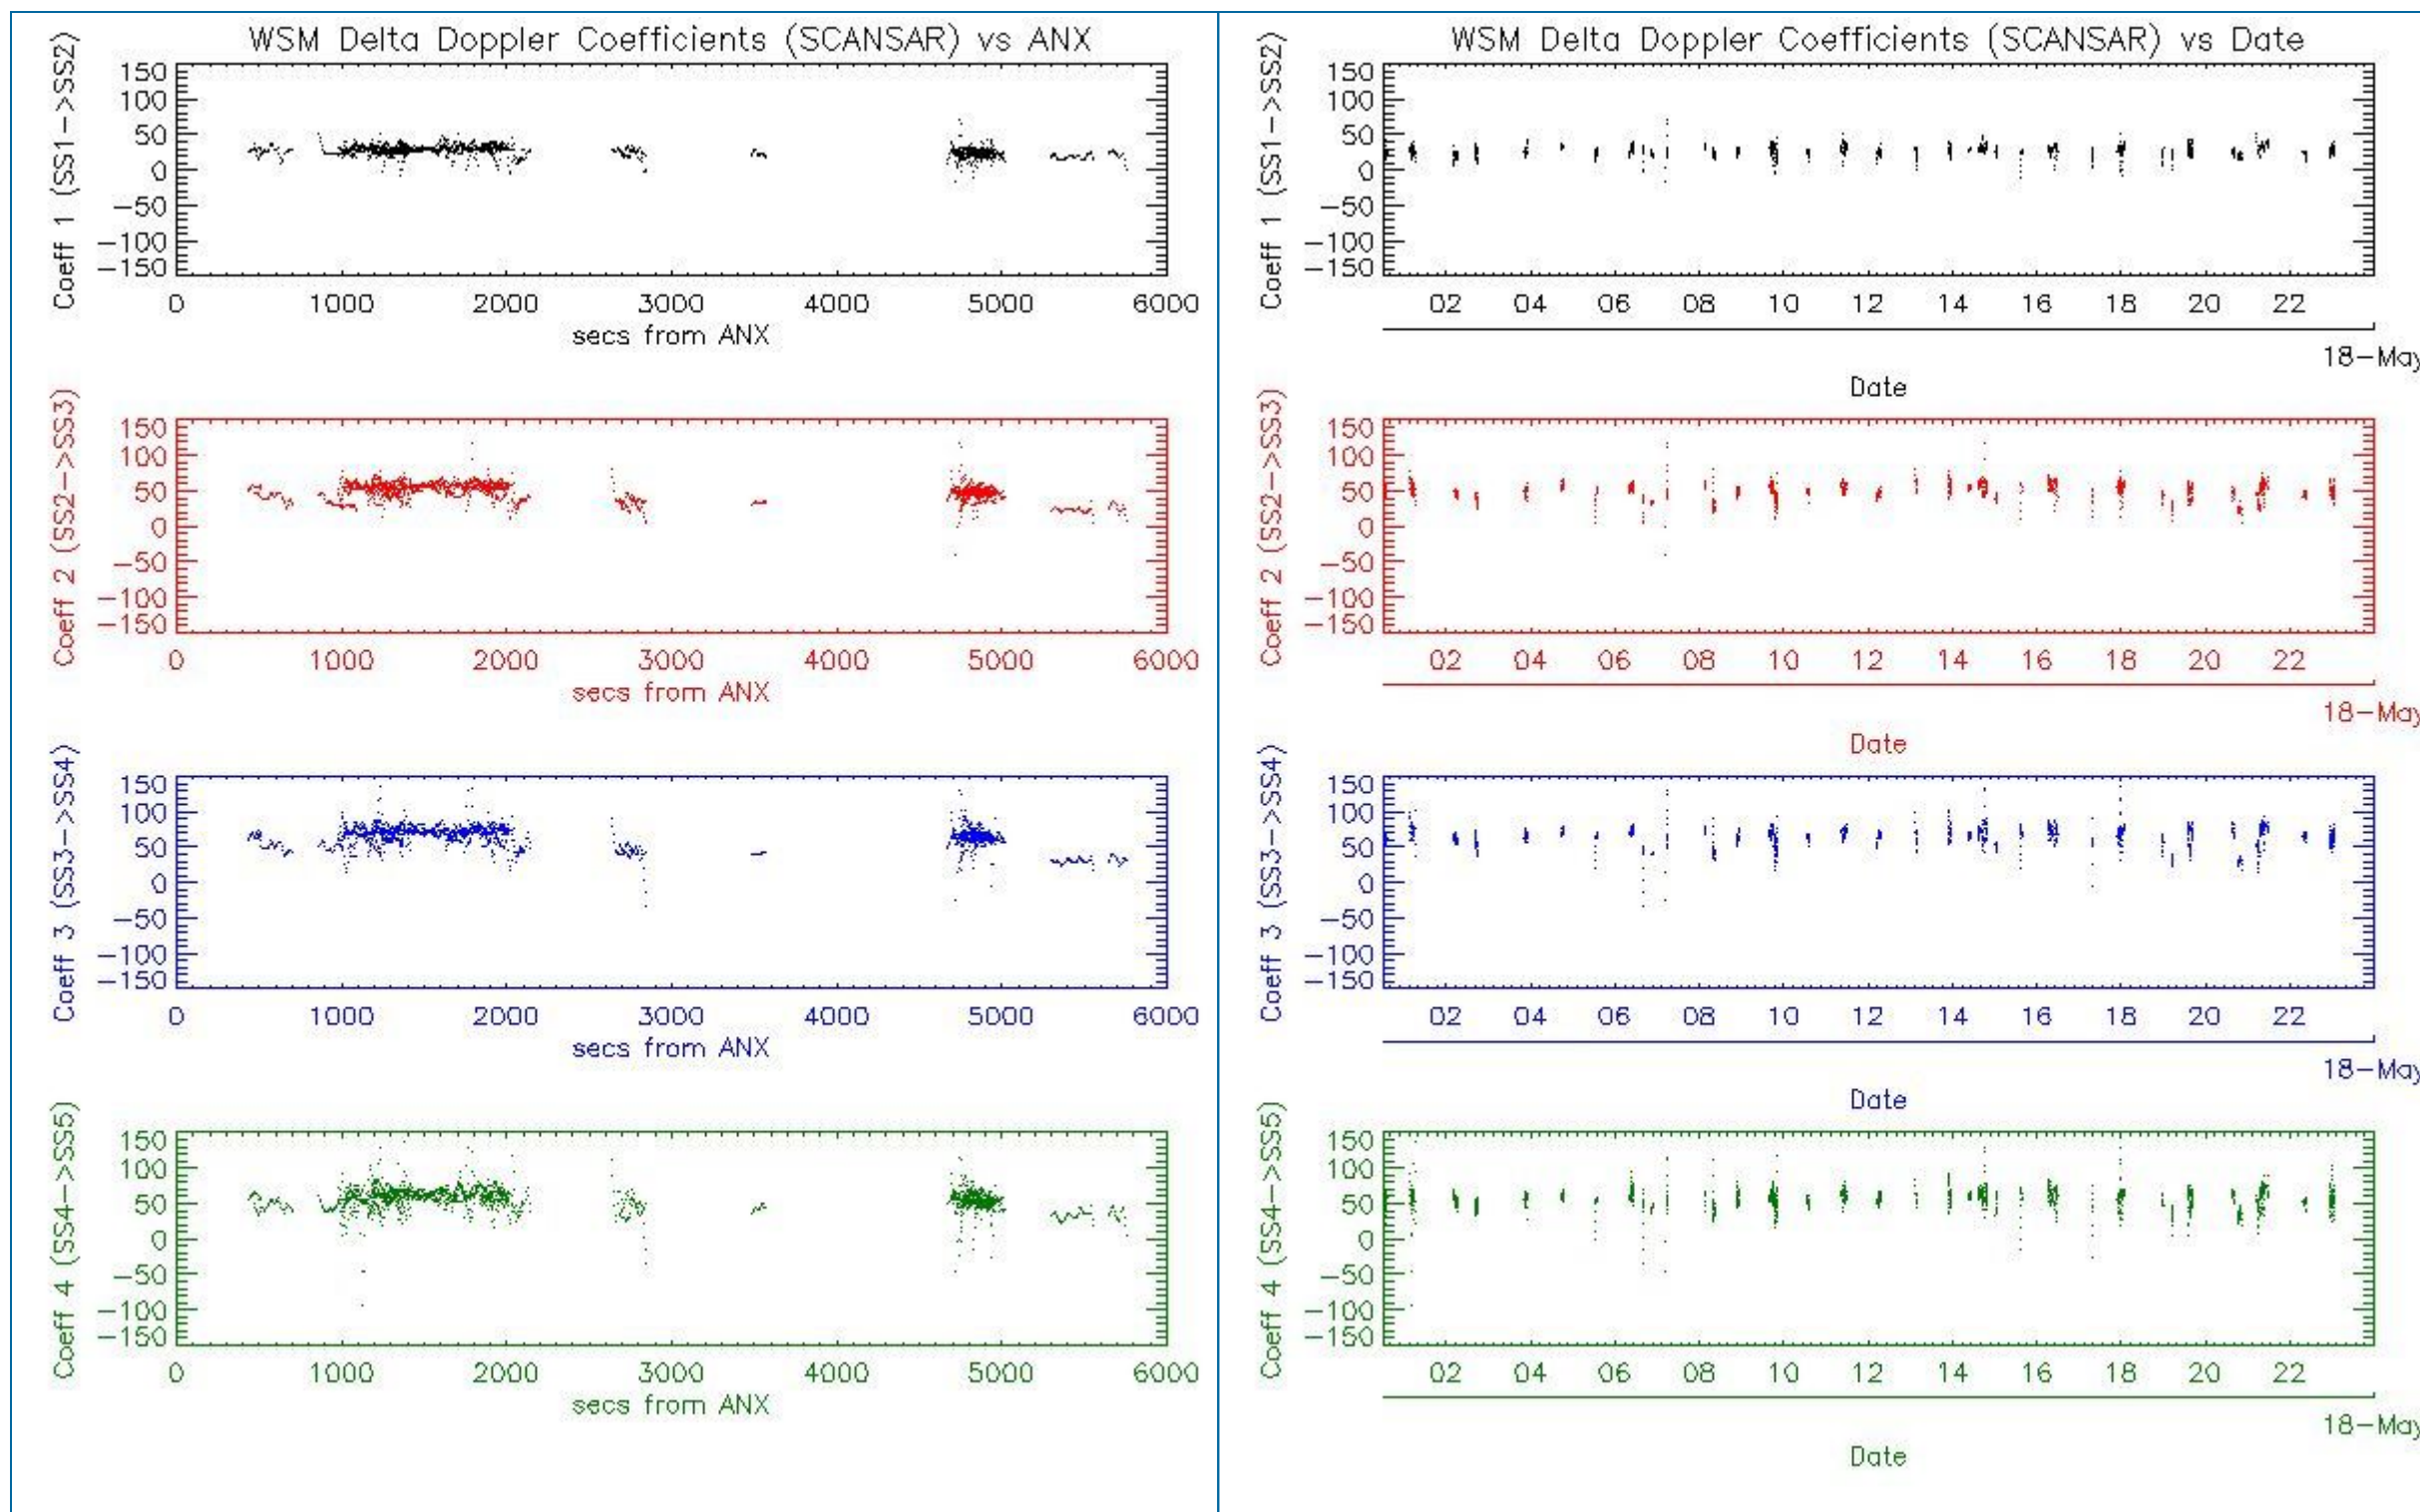 WSM Delta Doppler Coefficients (SCANSAR) vs ANX
Coeff 1 (SS1->SS2)
150
100
50
0
-50
-100
-150
0 1000 2000 3000 4000 5000 6000
secs from ANX
Coeff 2 (SS2->SS3)
150
100
50
0
-50
-100
-150
0 1000 2000 3000 4000 5000 6000
secs from ANX
Coeff 3 (SS3->SS4)
150
100
50
0
-50
-100
-150
0 1000 2000 3000 4000 5000 6000
secs from ANX
Coeff 4 (SS4->SS5)
150
100
50
0
-50
-100
-150
0 1000 2000 3000 4000 5000 6000
secs from ANX
WSM Delta Doppler Coefficients (SCANSAR) vs Date
Coeff 1 (SS1->SS2)
150
100
50
0
-50
-100
-150
02 04 06 08 10 12 14 16 18 20 22
18-May
Date
Coeff 2 (SS2->SS3)
150
100
50
0
-50
-100
-150
02 04 06 08 10 12 14 16 18 20 22
18-May
Date
Coeff 3 (SS3->SS4)
150
100
50
0
-50
-100
-150
02 04 06 08 10 12 14 16 18 20 22
18-May
Date
Coeff 4 (SS4->SS5)
150
100
50
0
-50
-100
-150
02 04 06 08 10 12 14 16 18 20 22
18-May
Date